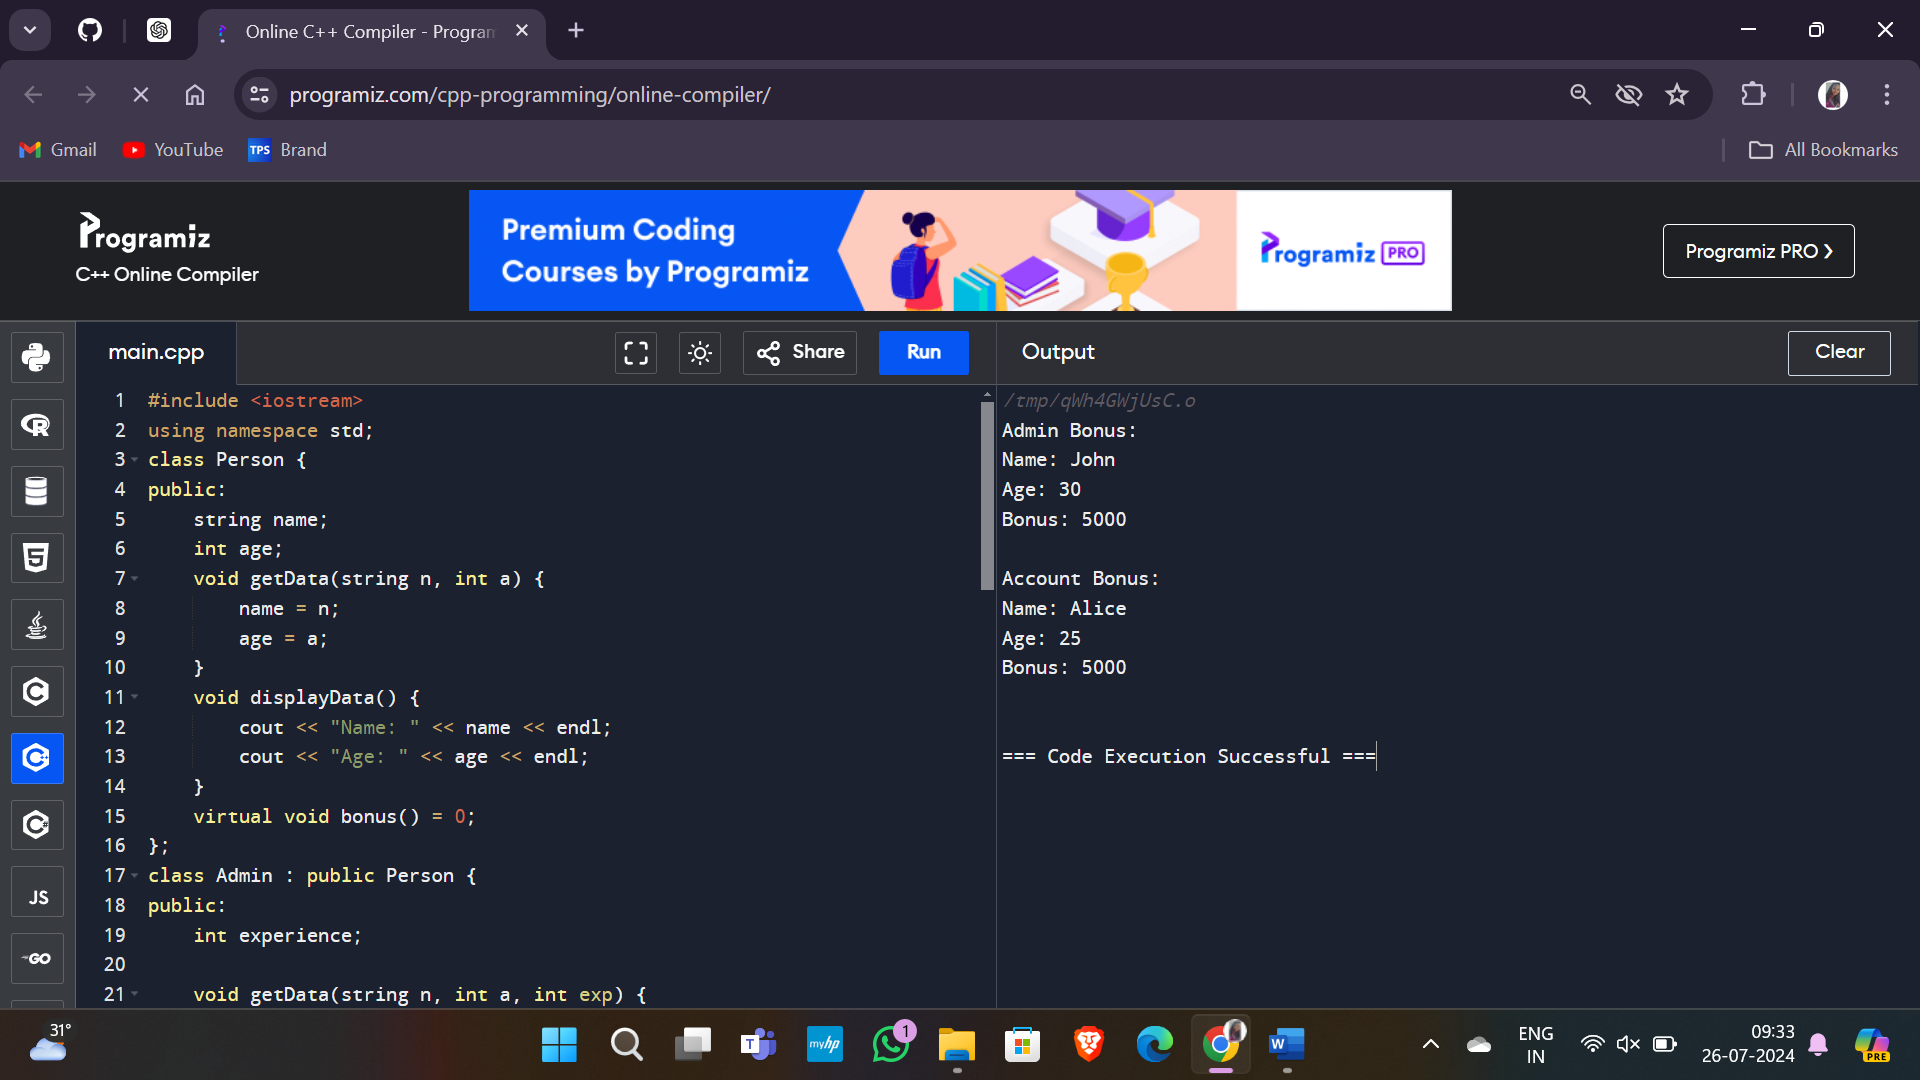 Online C++ Compiler - Program
programiz.com/cpp-programming/online-compiler/
Gmail YouTube TPS Brand All Bookmarks
Programiz
C++ Online Compiler
Premium Coding
Courses by Programiz
Programiz PRO
Programiz PRO ❯
main.cpp Share Run Output Clear
1 #include <iostream>
2 using namespace std;
3 class Person {
4 public:
5 string name;
6 int age;
7 void getData(string n, int a) {
8 name = n;
9 age = a;
10 }
11 void displayData() {
12 cout << "Name: " << name << endl;
13 cout << "Age: " << age << endl;
14 }
15 virtual void bonus() = 0;
16 };
17 class Admin : public Person {
18 public:
19 int experience;
20
21 void getData(string n, int a, int exp) {
/tmp/qWh4GWjUsC.o
Admin Bonus:
Name: John
Age: 30
Bonus: 5000
Account Bonus:
Name: Alice
Age: 25
Bonus: 5000
=== Code Execution Successful ===
R
5
C
C++
C#
JS
GO
31°
T
myhp
1
W
ENG
IN
09:33
26-07-2024
PRE